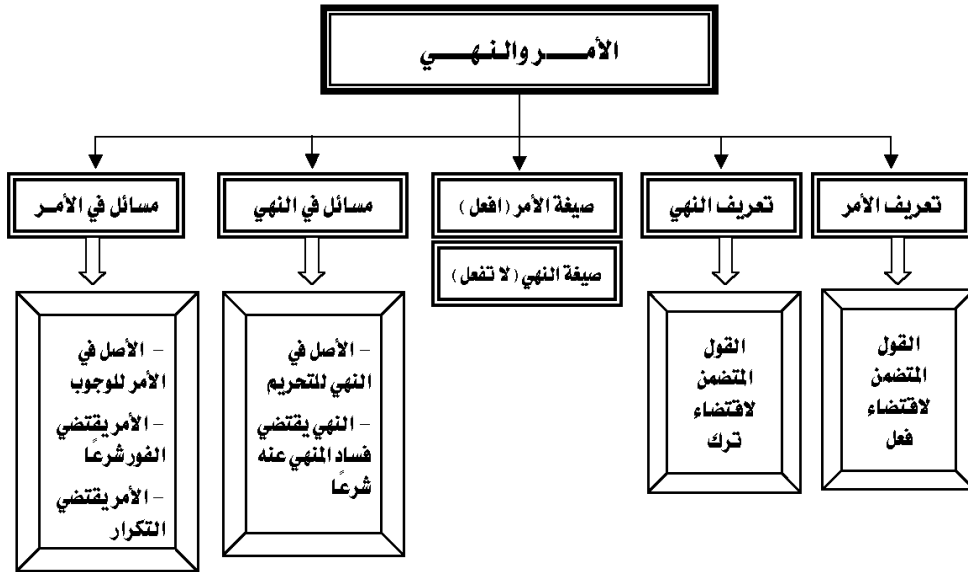 الأمر والنهي
تعريف الأمر
تعريف النهي
صيغة الأمر (افعل)
صيغة النهي (لا تفعل)
مسائل في النهي
مسائل في الأمر
القول
المتضمن
لاقتضاء
فعل
القول
المتضمن
لاقتضاء
ترك
– الأصل في
النهي للتحريم
– النهي يقتضي
فساد المنهي عنه
شرعًا
– الأصل في
الأمر للوجوب
– الأمر يقتضي
الفور شرعًا
– الأمر يقتضي
التكرار